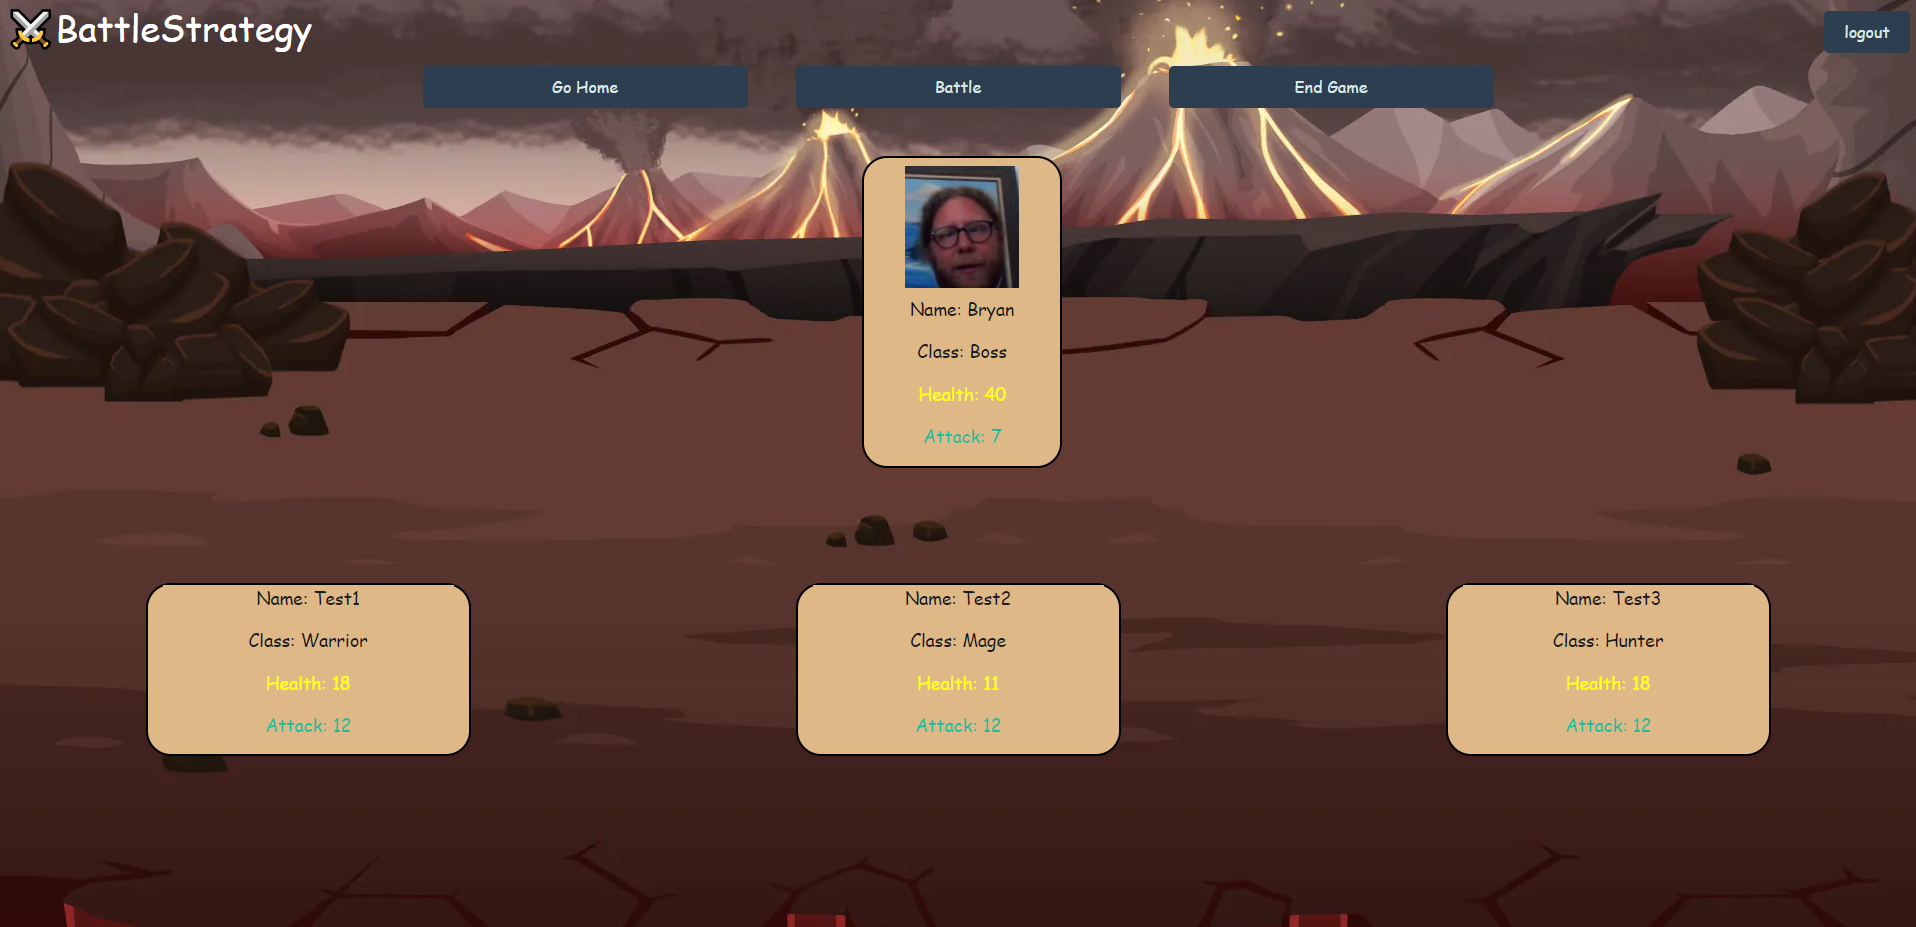 BattleStrategy
logout
Go Home
Battle
End Game
Name: Bryan
Class: Boss
Health: 40
Attack: 7
Name: Test1
Class: Warrior
Health: 18
Attack: 12
Name: Test2
Class: Mage
Health: 11
Attack: 12
Name: Test3
Class: Hunter
Health: 18
Attack: 12